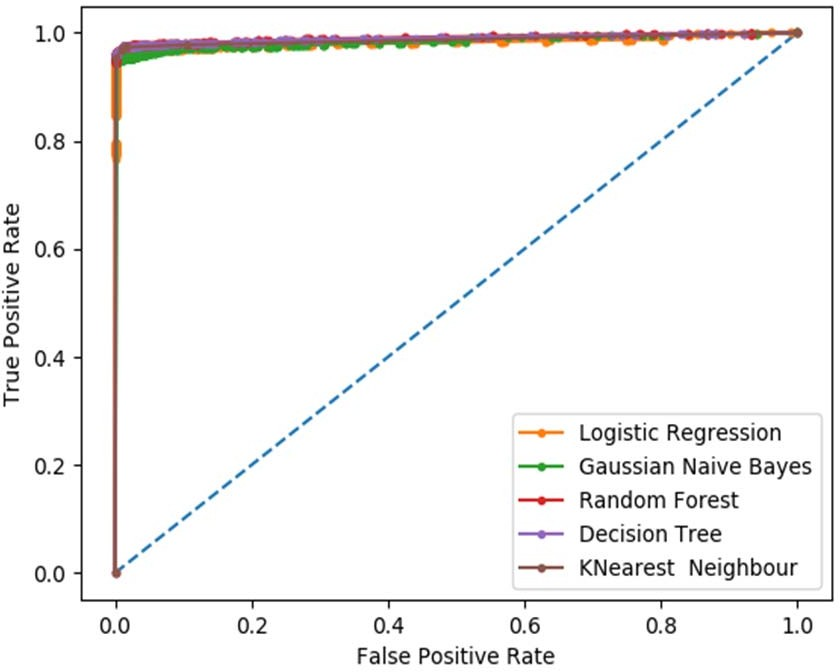 1.0
0.8
0.6
0.4
0.2
0.0
True Positive Rate
Logistic Regression
Gaussian Naive Bayes
Random Forest
Decision Tree
KNearest  Neighbour
0.0 0.2 0.4 0.6 0.8 1.0
False Positive Rate